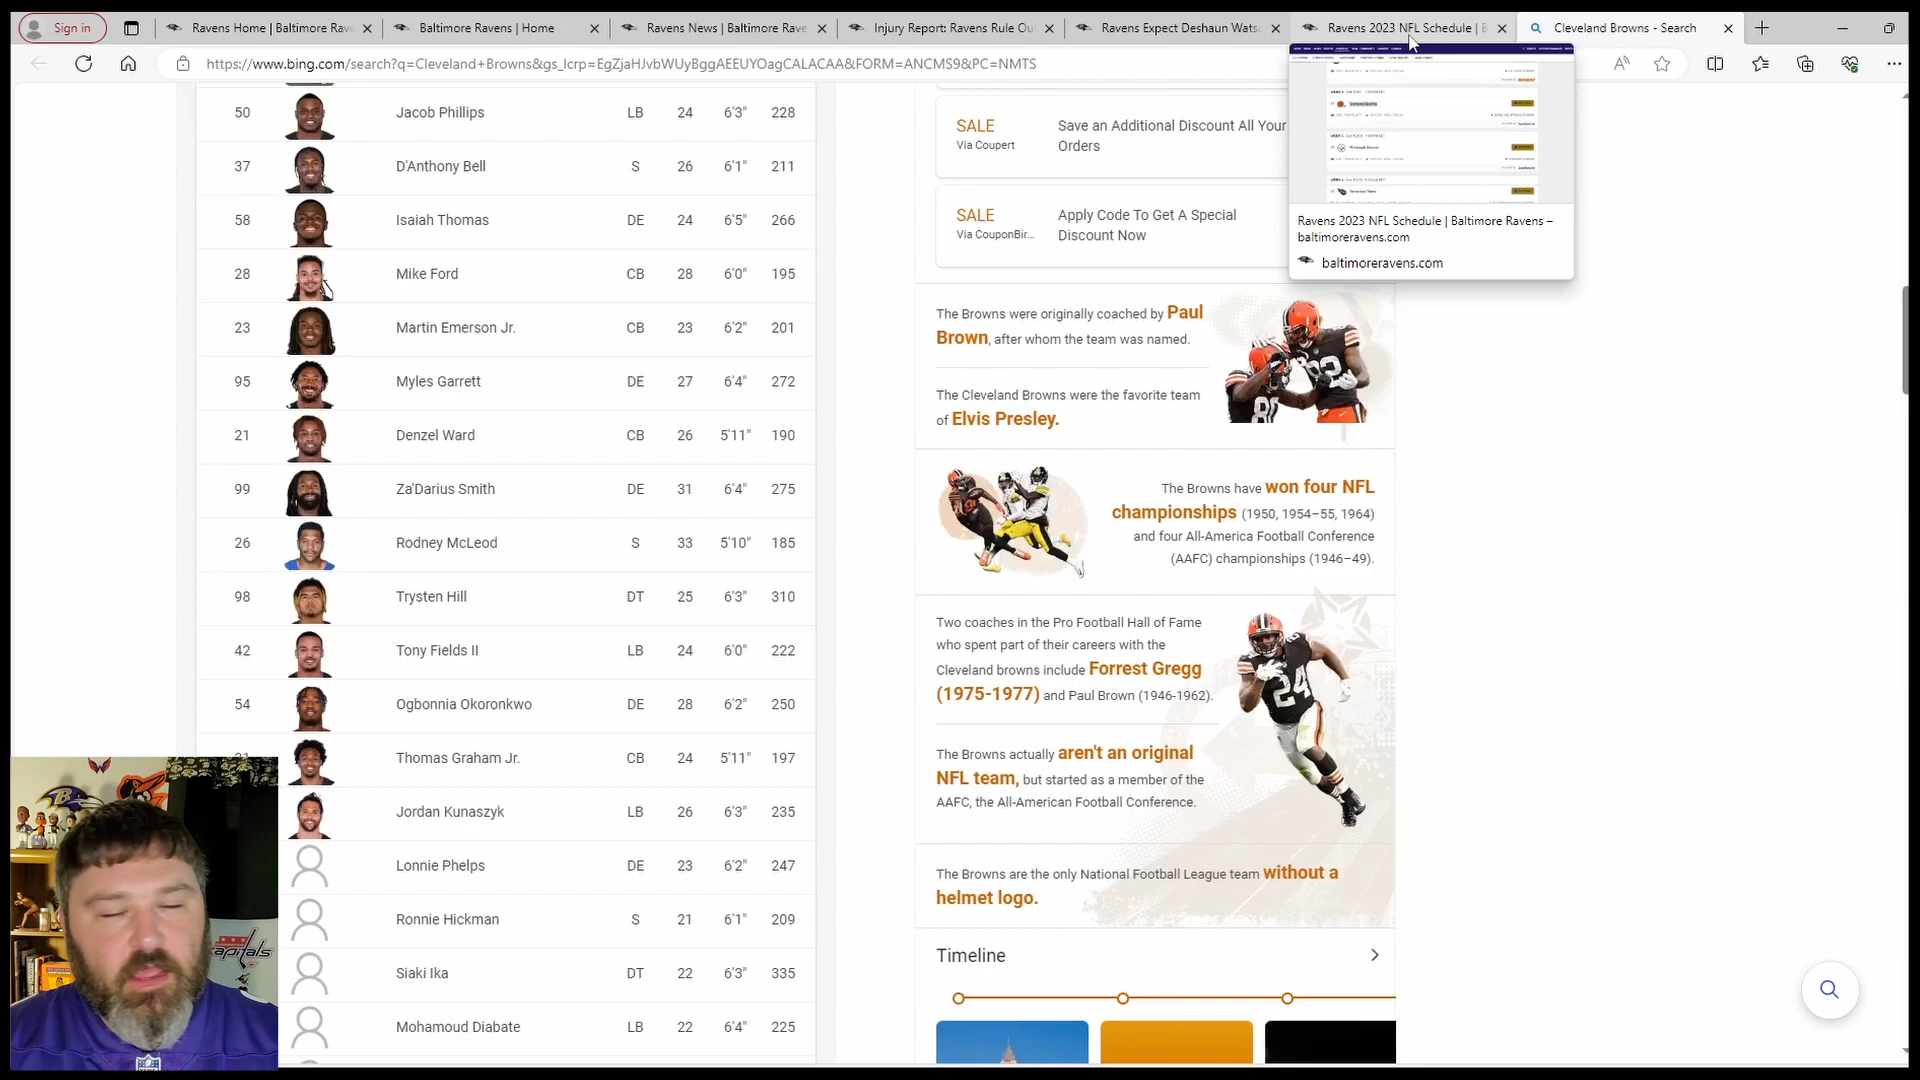 Sign in
Ravens Home | Baltimore Rave
Baltimore Ravens | Home
Ravens News | Baltimore Rave
Injury Report: Ravens Rule Ou
Ravens Expect Deshaun Watso
Ravens 2023 NFL Schedule | B
Cleveland Browns - Search
https://www.bing.com/search?q=Cleveland+Browns&gs_lcrp=EgZjaHJvbWUyBggAEEUYOagCALACAA&FORM=ANCMS9&PC=NMTS
50 Jacob Phillips LB 24 6'3" 228
37 D'Anthony Bell S 26 6'1" 211
58 Isaiah Thomas DE 24 6'5" 266
28 Mike Ford CB 28 6'0" 195
23 Martin Emerson Jr. CB 23 6'2" 201
95 Myles Garrett DE 27 6'4" 272
21 Denzel Ward CB 26 5'11" 190
99 Za'Darius Smith DE 31 6'4" 275
26 Rodney McLeod S 33 5'10" 185
98 Trysten Hill DT 25 6'3" 310
42 Tony Fields II LB 24 6'0" 222
54 Ogbonnia Okoronkwo DE 28 6'2" 250
Thomas Graham Jr. CB 24 5'11" 197
Jordan Kunaszyk LB 26 6'3" 235
Lonnie Phelps DE 23 6'2" 247
Ronnie Hickman S 21 6'1" 209
Siaki Ika DT 22 6'3" 335
Mohamoud Diabate LB 22 6'4" 225
SALE
Via Coupert
Save an Additional Discount All Your
Orders
SALE
Via CouponBir...
Apply Code To Get A Special
Discount Now
Ravens 2023 NFL Schedule | Baltimore Ravens –
baltimoreravens.com
baltimoreravens.com
The Browns were originally coached by Paul
Brown, after whom the team was named.
The Cleveland Browns were the favorite team
of Elvis Presley.
The Browns have won four NFL
championships (1950, 1954–55, 1964)
and four All-America Football Conference
(AAFC) championships (1946–49).
Two coaches in the Pro Football Hall of Fame
who spent part of their careers with the
Cleveland browns include Forrest Gregg
(1975-1977) and Paul Brown (1946-1962).
The Browns actually aren't an original
NFL team, but started as a member of the
AAFC, the All-American Football Conference.
The Browns are the only National Football League team without a
helmet logo.
Timeline
capitals
NFL